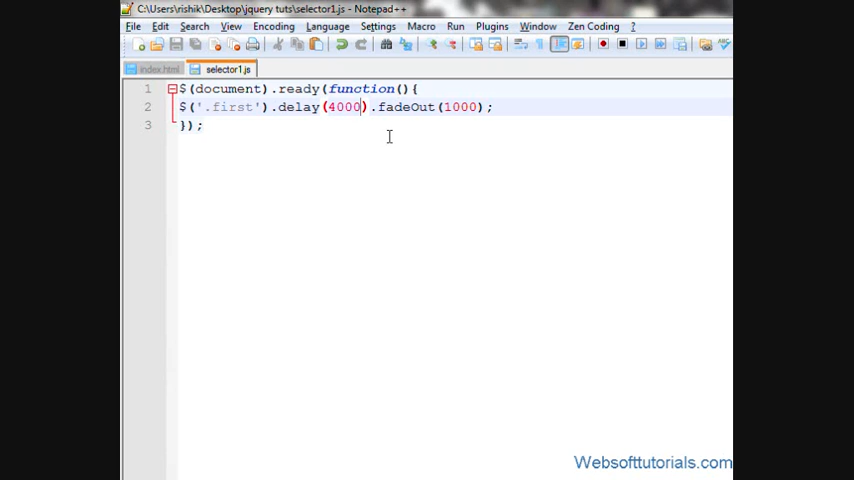 C:\Users\rishik\Desktop\jquery tuts\selector1.js - Notepad++
File Edit Search View Encoding Language Settings Macro Run Plugins Window Zen Coding ?
index.html selector1.js
1 $(document).ready(function(){
2 $('.first').delay(4000).fadeOut(1000);
3 });
Websofttutorials.com